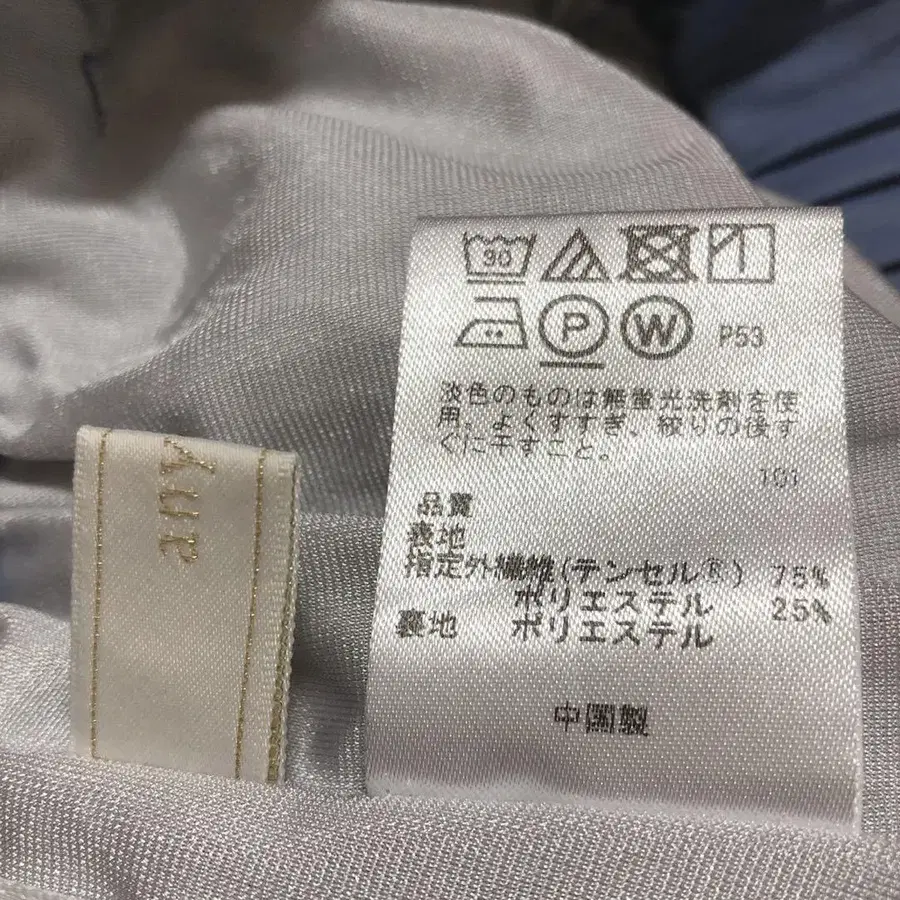 30
P W P53
淡色のものは無蛍光洗剤を使
用、よくすすぎ、絞りの後す
ぐに干すこと。
101
品質
表地
指定外繊維(テンセル®) 75%
ポリエステル 25%
裏地 ポリエステル
中国製